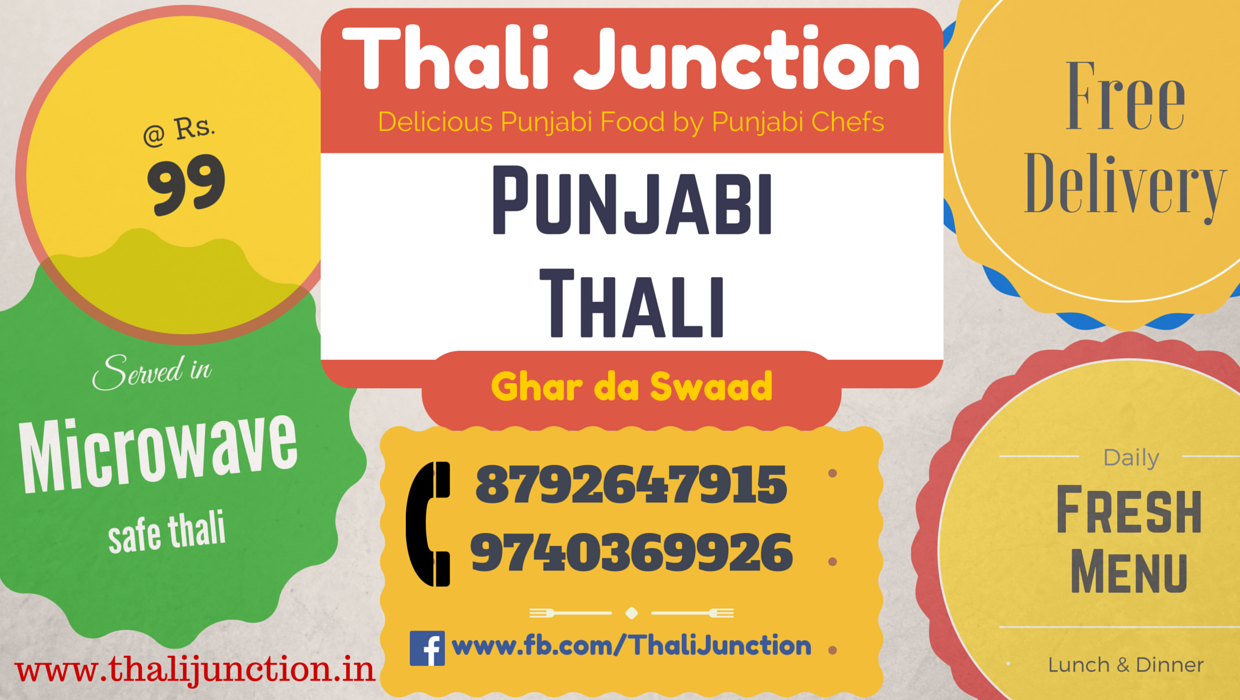 Thali Junction
Delicious Punjabi Food by Punjabi Chefs
Punjabi
Thali
Ghar da Swaad
@ Rs.
99
Served in
Microwave
safe thali
www.thalijunction.in
8792647915
9740369926
www.fb.com/ThaliJunction
Free
Delivery
Daily
Fresh
Menu
Lunch & Dinner